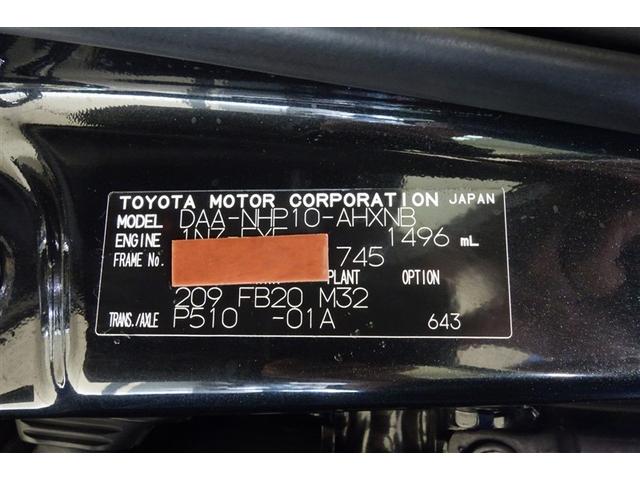 TOYOTA MOTOR CORPORATION JAPAN
MODEL DAA-NHP10-AHXNB
ENGINE 1496 mL
FRAME No. 745
PLANT OPTION
209 FB20 M32
TRANS./AXLE P510 -01A 643